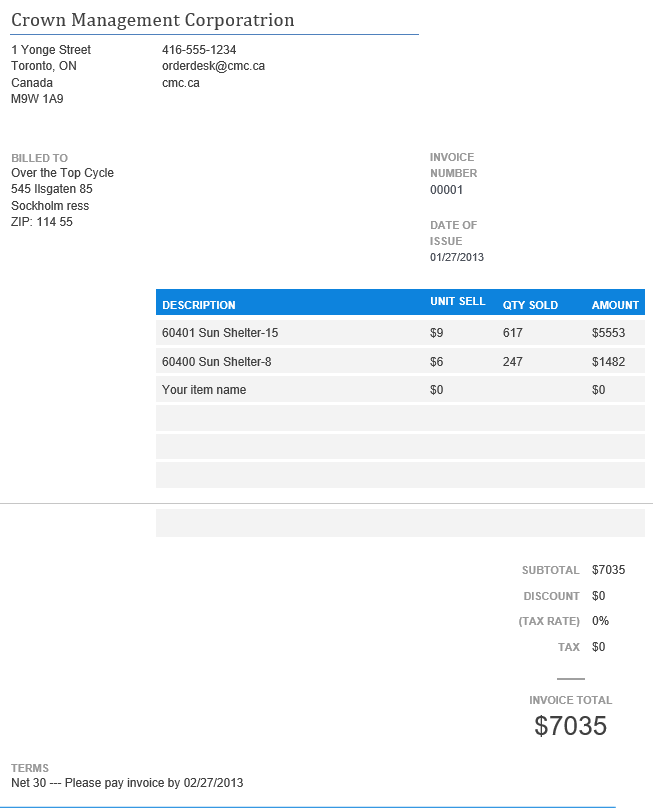 Crown Management Corporatrion
1 Yonge Street 416-555-1234
Toronto, ON orderdesk@cmc.ca
Canada cmc.ca
M9W 1A9
BILLED TO
Over the Top Cycle
545 Ilsgaten 85
Sockholm ress
ZIP: 114 55
INVOICE
NUMBER
00001
DATE OF
ISSUE
01/27/2013
DESCRIPTION UNIT SELL QTY SOLD AMOUNT
60401 Sun Shelter-15 $9 617 $5553
60400 Sun Shelter-8 $6 247 $1482
Your item name $0 $0
SUBTOTAL $7035
DISCOUNT $0
(TAX RATE) 0%
TAX $0
INVOICE TOTAL
$7035
TERMS
Net 30 --- Please pay invoice by 02/27/2013